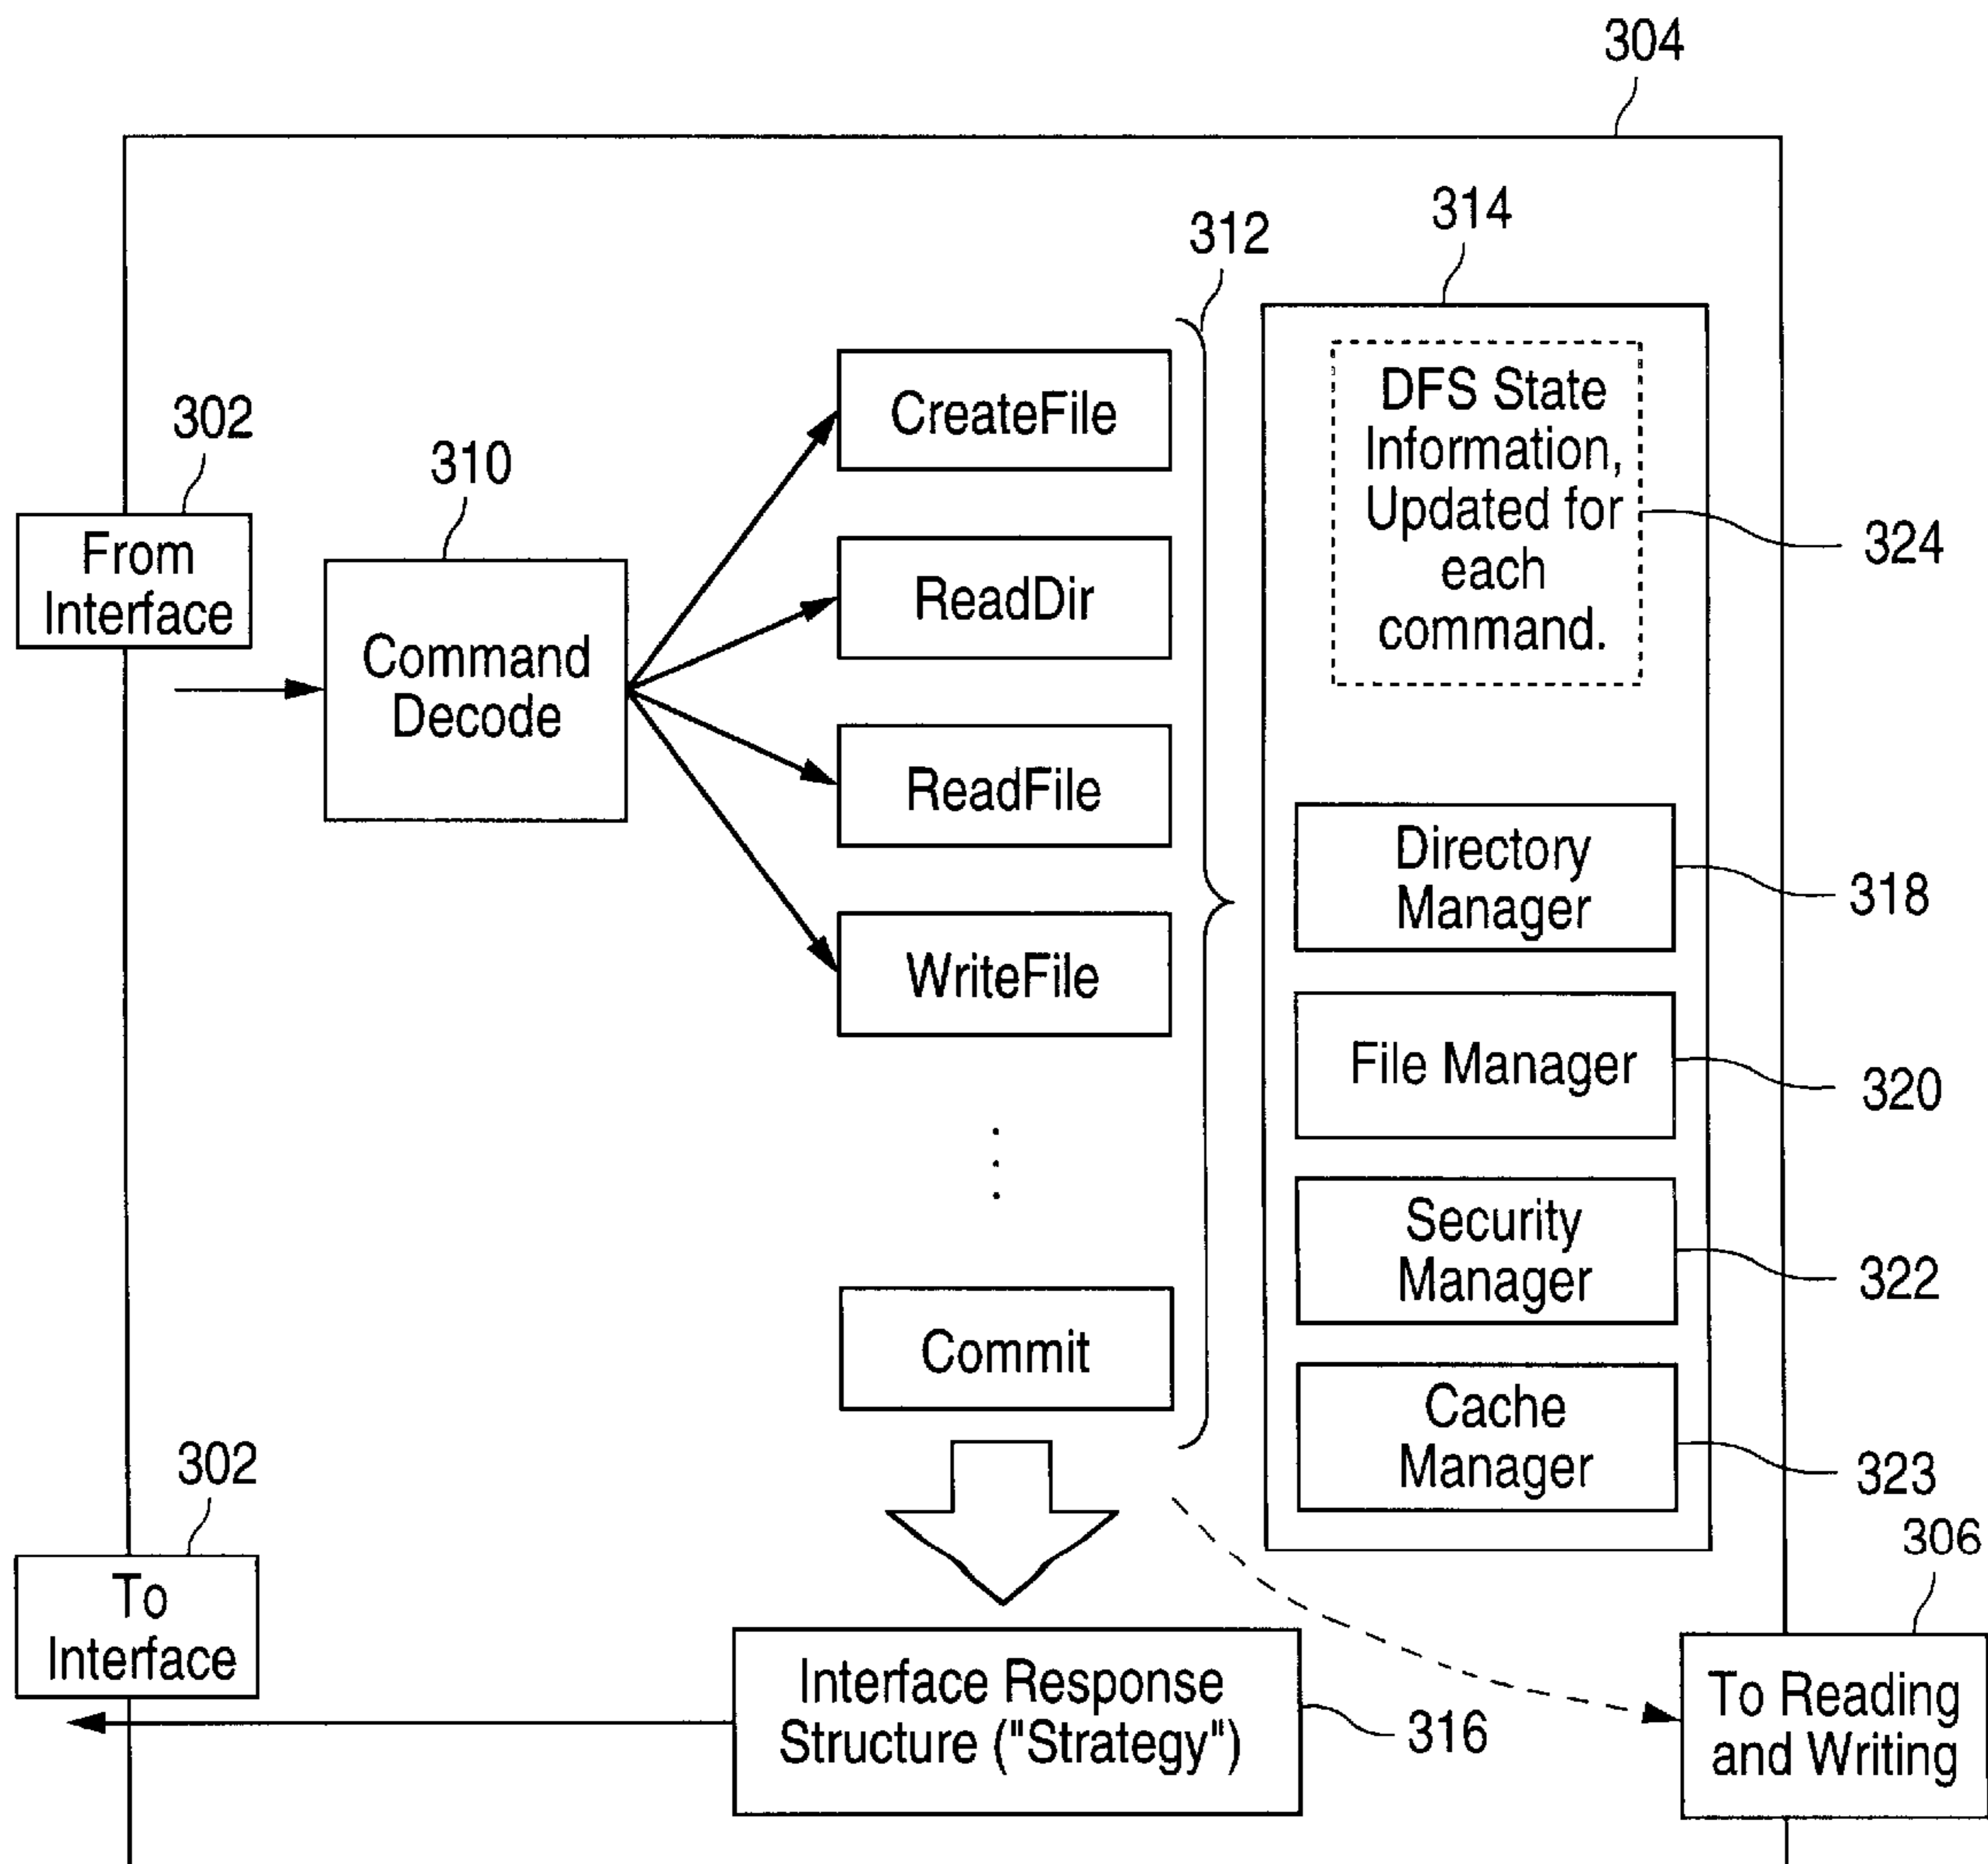 304
314
312
302
310
CreateFile
DFS State
Information,
Updated for
each
command.
324
From
Interface
Command
Decode
ReadDir
ReadFile
WriteFile
Directory
Manager
318
File Manager
320
Security
Manager
322
Commit
Cache
Manager
323
302
306
To
Interface
Interface Response
Structure ("Strategy")
316
To Reading
and Writing